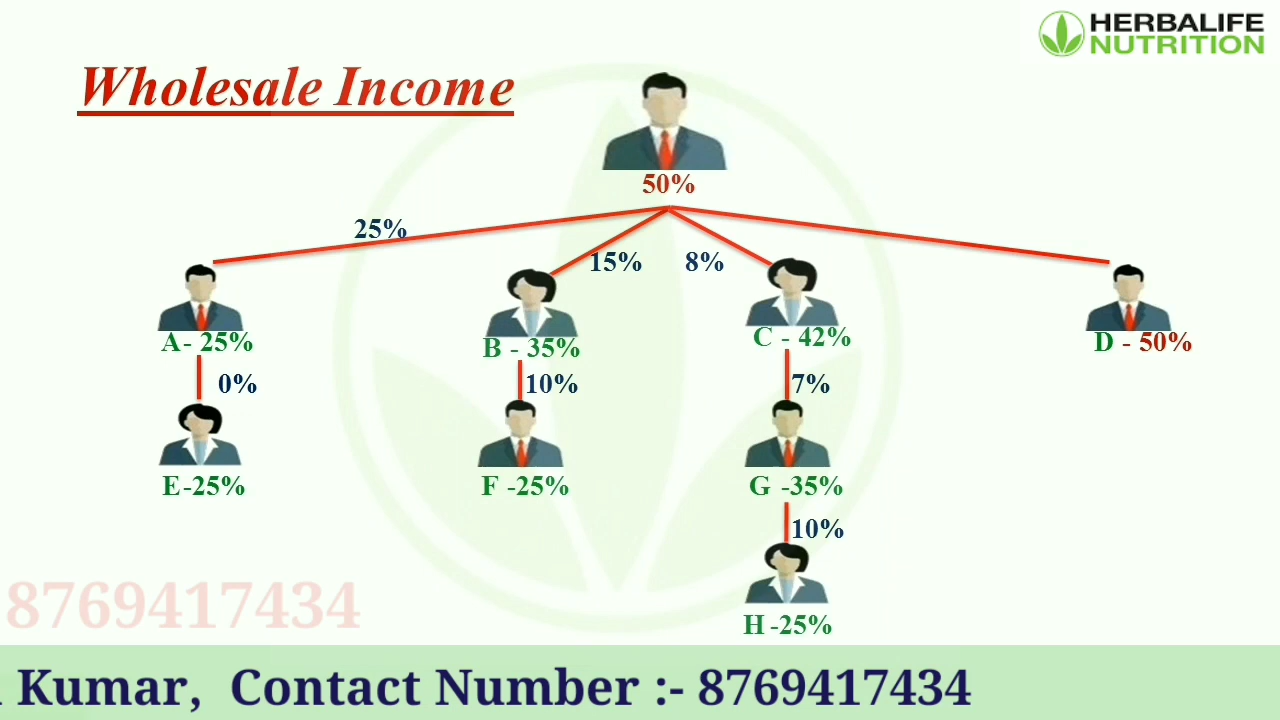 HERBALIFE
NUTRITION
Wholesale Income
50%
25%
15%
8%
A- 25%
B - 35%
C - 42%
D - 50%
0%
10%
7%
E-25%
F -25%
G -35%
10%
H -25%
8769417434
Kumar, Contact Number :- 8769417434